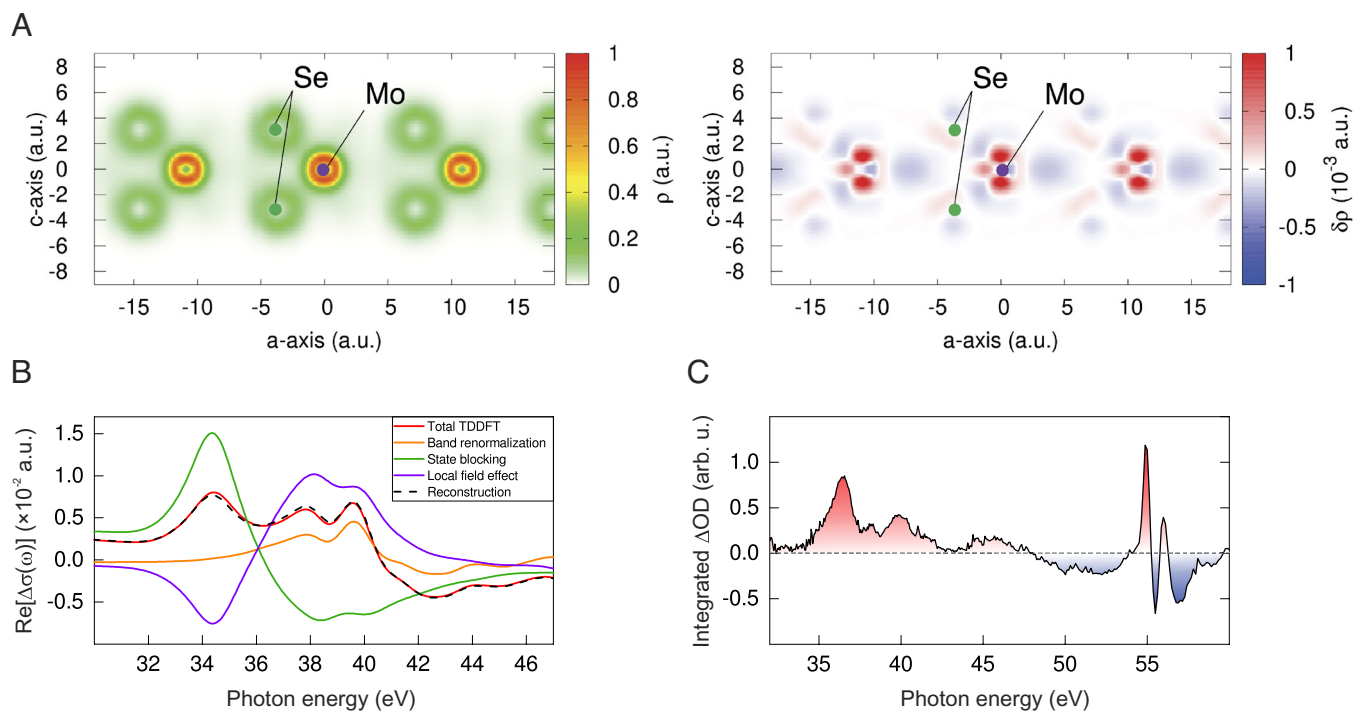 A
8
6
4
2
0
-2
-4
-6
-8
c-axis (a.u.)
Se
Mo
-15 -10 -5 0 5 10 15
a-axis (a.u.)
1
0.8
0.6
0.4
0.2
0
ρ (a.u.)
8
6
4
2
0
-2
-4
-6
-8
c-axis (a.u.)
Se
Mo
-15 -10 -5 0 5 10 15
a-axis (a.u.)
1
0.5
0
-0.5
-1
δρ (10⁻³ a.u.)
B
1.5
1.0
0.5
0.0
-0.5
Re[Δσ(ω)] (×10⁻² a.u.)
Total TDDFT
Band renormalization
State blocking
Local field effect
Reconstruction
32 34 36 38 40 42 44 46
Photon energy (eV)
C
1.0
0.5
0.0
-0.5
Integrated ΔOD (arb. u.)
35 40 45 50 55
Photon energy (eV)